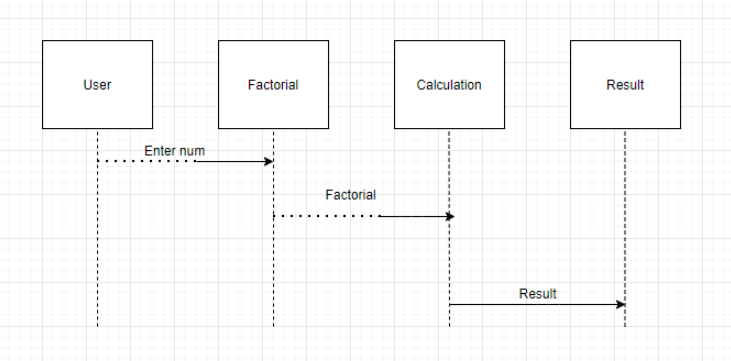 User
Factorial
Calculation
Result
Enter num
Factorial
Result